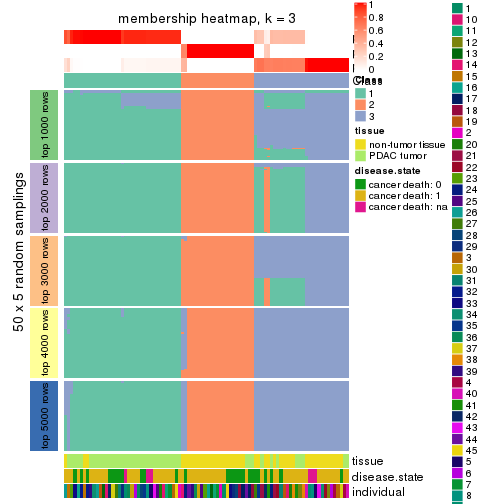 membership heatmap, k = 3
1
0.8
0.6
0.4
0.2
0
Class
Class
1
2
3
tissue
non-tumor tissue
PDAC tumor
disease.state
cancer death: 0
cancer death: 1
cancer death: na
50 x 5 random samplings
top 1000 rows
top 2000 rows
top 3000 rows
top 4000 rows
top 5000 rows
tissue
disease.state
individual
1
10
11
12
13
14
15
16
17
18
19
2
20
21
22
23
24
25
26
27
28
29
3
30
31
32
33
34
35
36
37
38
39
4
40
41
42
43
44
45
5
6
7
8